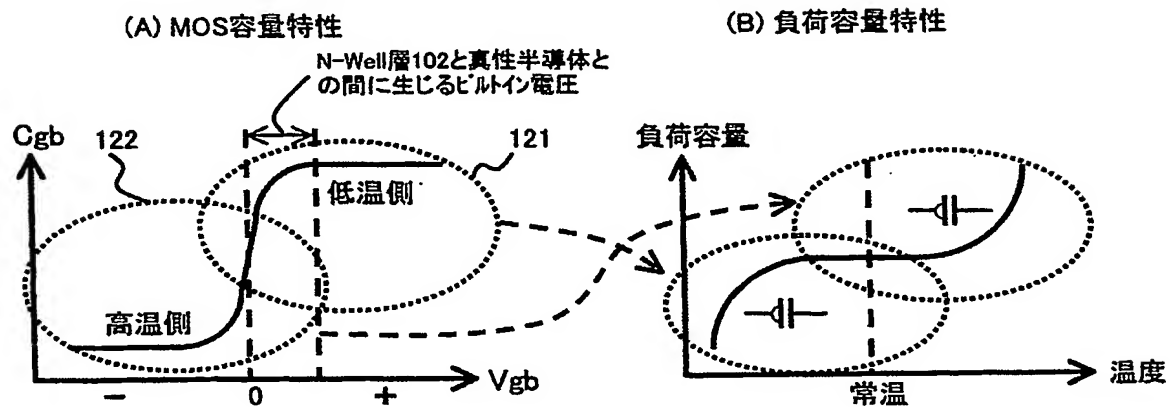 (A) MOS容量特性
(B) 負荷容量特性
N-Well層102と真性半導体と
の間に生じるビルトイン電圧
Cgb
122
121
低温側
高温側
Vgb
−
0
+
負荷容量
常温
温度